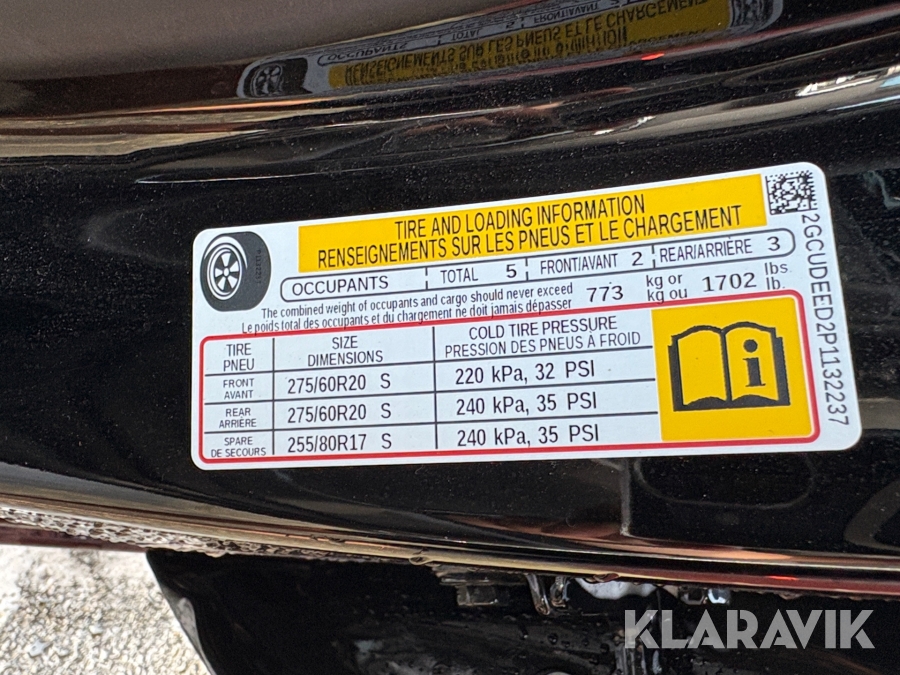 TIRE AND LOADING INFORMATION
RENSEIGNEMENTS SUR LES PNEUS ET LE CHARGEMENT
OCCUPANTS TOTAL 5 FRONT/AVANT 2 REAR/ARRIÈRE 3
The combined weight of occupants and cargo should never exceed 773 kg or 1702 lbs.
Le poids total des occupants et du chargement ne doit jamais dépasser kg ou lb.
TIRE SIZE COLD TIRE PRESSURE
PNEU DIMENSIONS PRESSION DES PNEUS À FROID
FRONT
AVANT 275/60R20 S 220 kPa, 32 PSI
REAR
ARRIÈRE 275/60R20 S 240 kPa, 35 PSI
SPARE
DE SECOURS 255/80R17 S 240 kPa, 35 PSI
2GCUDEED2P1132237
KLARAVIK